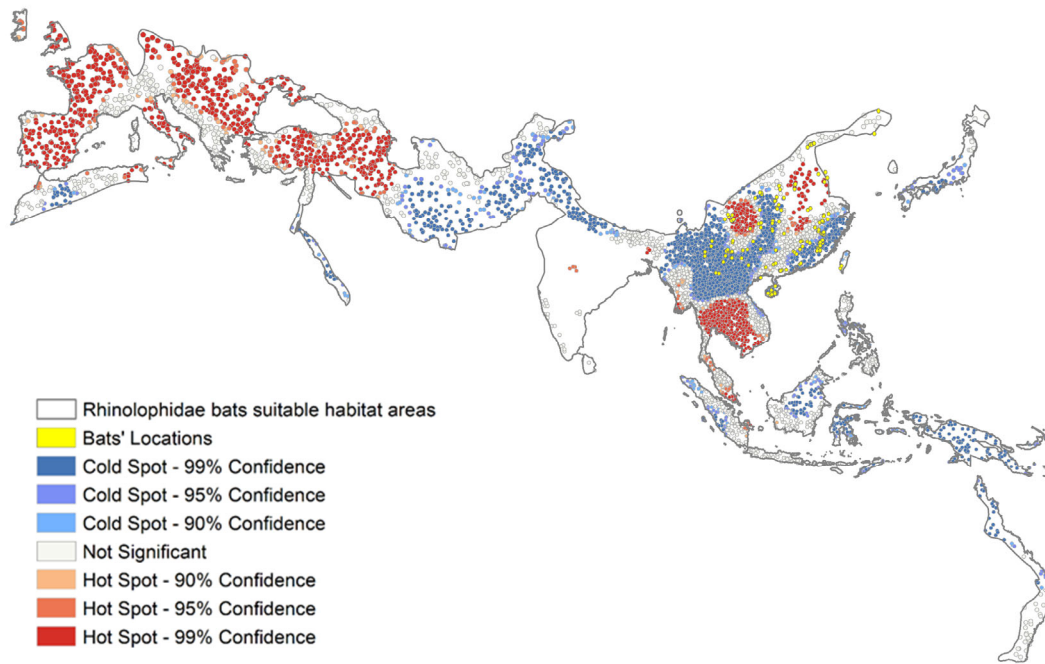 Rhinolophidae bats suitable habitat areas
Bats' Locations
Cold Spot - 99% Confidence
Cold Spot - 95% Confidence
Cold Spot - 90% Confidence
Not Significant
Hot Spot - 90% Confidence
Hot Spot - 95% Confidence
Hot Spot - 99% Confidence